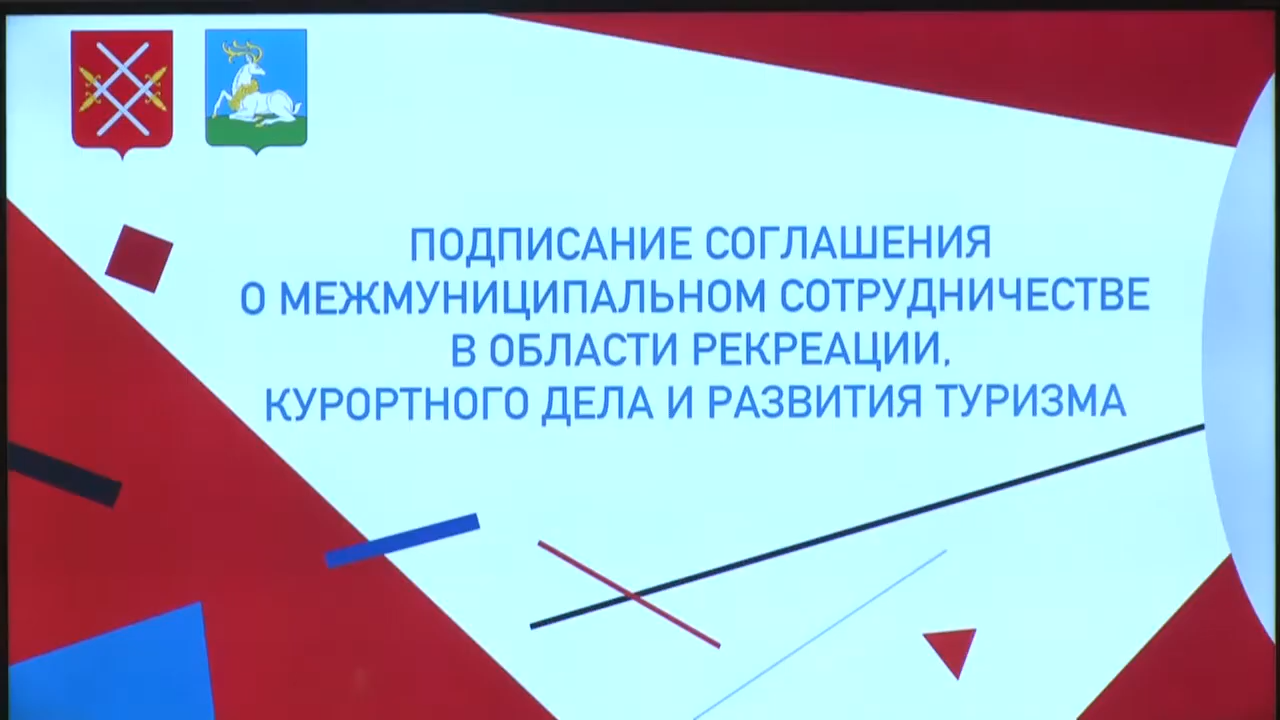 ПОДПИСАНИЕ СОГЛАШЕНИЯ
О МЕЖМУНИЦИПАЛЬНОМ СОТРУДНИЧЕСТВЕ
В ОБЛАСТИ РЕКРЕАЦИИ,
КУРОРТНОГО ДЕЛА И РАЗВИТИЯ ТУРИЗМА